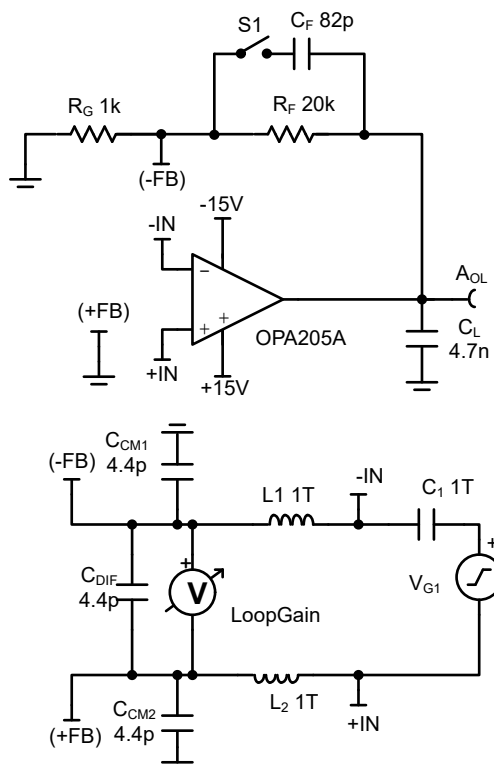 S1
C_F 82p
R_G 1k
R_F 20k
(-FB)
-15V
-IN
A_OL
(+FB)
OPA205A
C_L
4.7n
+IN
+15V
C_CM1
4.4p
(-FB)
-IN
L1 1T
C_1 1T
C_DIF
4.4p
V
LoopGain
V_G1
L_2 1T
(+FB)
C_CM2
4.4p
+IN